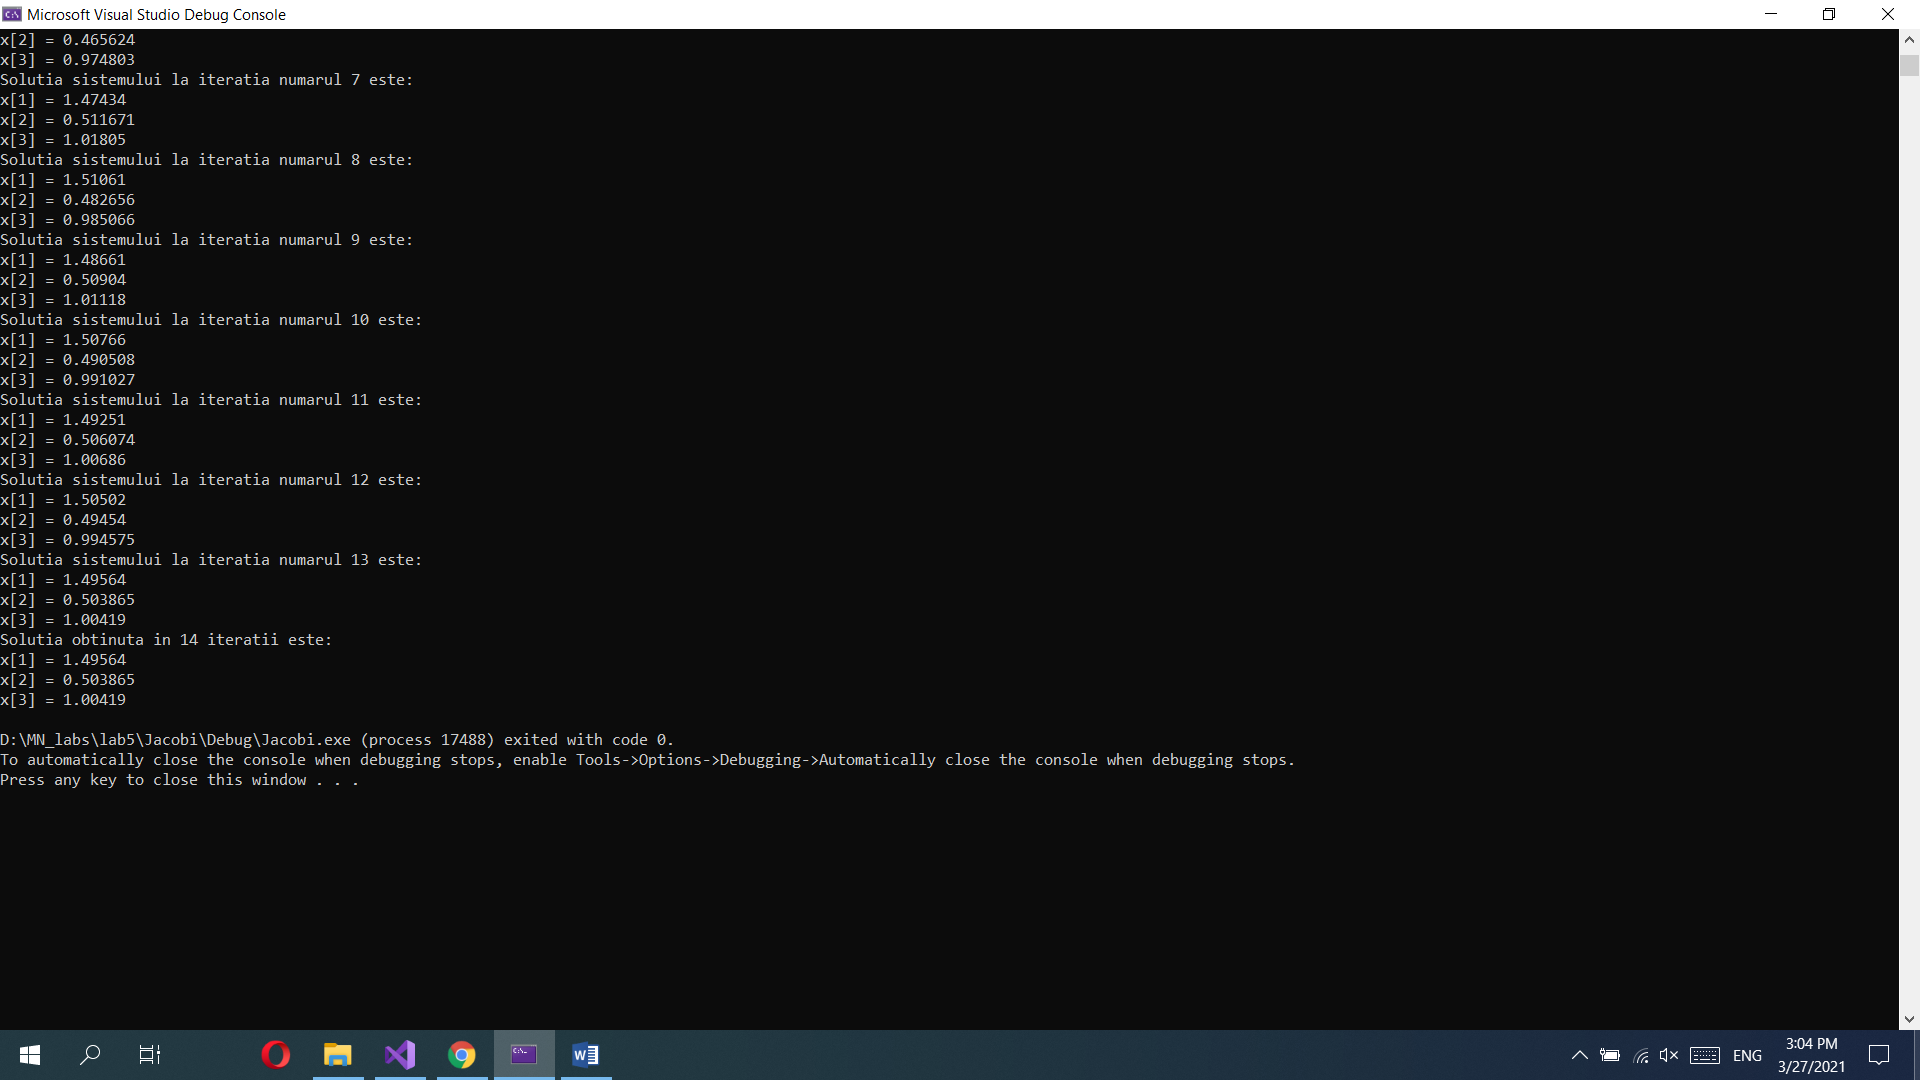 Microsoft Visual Studio Debug Console
x[2] = 0.465624
x[3] = 0.974803
Solutia sistemului la iteratia numarul 7 este:
x[1] = 1.47434
x[2] = 0.511671
x[3] = 1.01805
Solutia sistemului la iteratia numarul 8 este:
x[1] = 1.51061
x[2] = 0.482656
x[3] = 0.985066
Solutia sistemului la iteratia numarul 9 este:
x[1] = 1.48661
x[2] = 0.50904
x[3] = 1.01118
Solutia sistemului la iteratia numarul 10 este:
x[1] = 1.50766
x[2] = 0.490508
x[3] = 0.991027
Solutia sistemului la iteratia numarul 11 este:
x[1] = 1.49251
x[2] = 0.506074
x[3] = 1.00686
Solutia sistemului la iteratia numarul 12 este:
x[1] = 1.50502
x[2] = 0.49454
x[3] = 0.994575
Solutia sistemului la iteratia numarul 13 este:
x[1] = 1.49564
x[2] = 0.503865
x[3] = 1.00419
Solutia obtinuta in 14 iteratii este:
x[1] = 1.49564
x[2] = 0.503865
x[3] = 1.00419
D:\MN_labs\lab5\Jacobi\Debug\Jacobi.exe (process 17488) exited with code 0.
To automatically close the console when debugging stops, enable Tools->Options->Debugging->Automatically close the console when debugging stops.
Press any key to close this window . . .
ENG
3:04 PM
3/27/2021